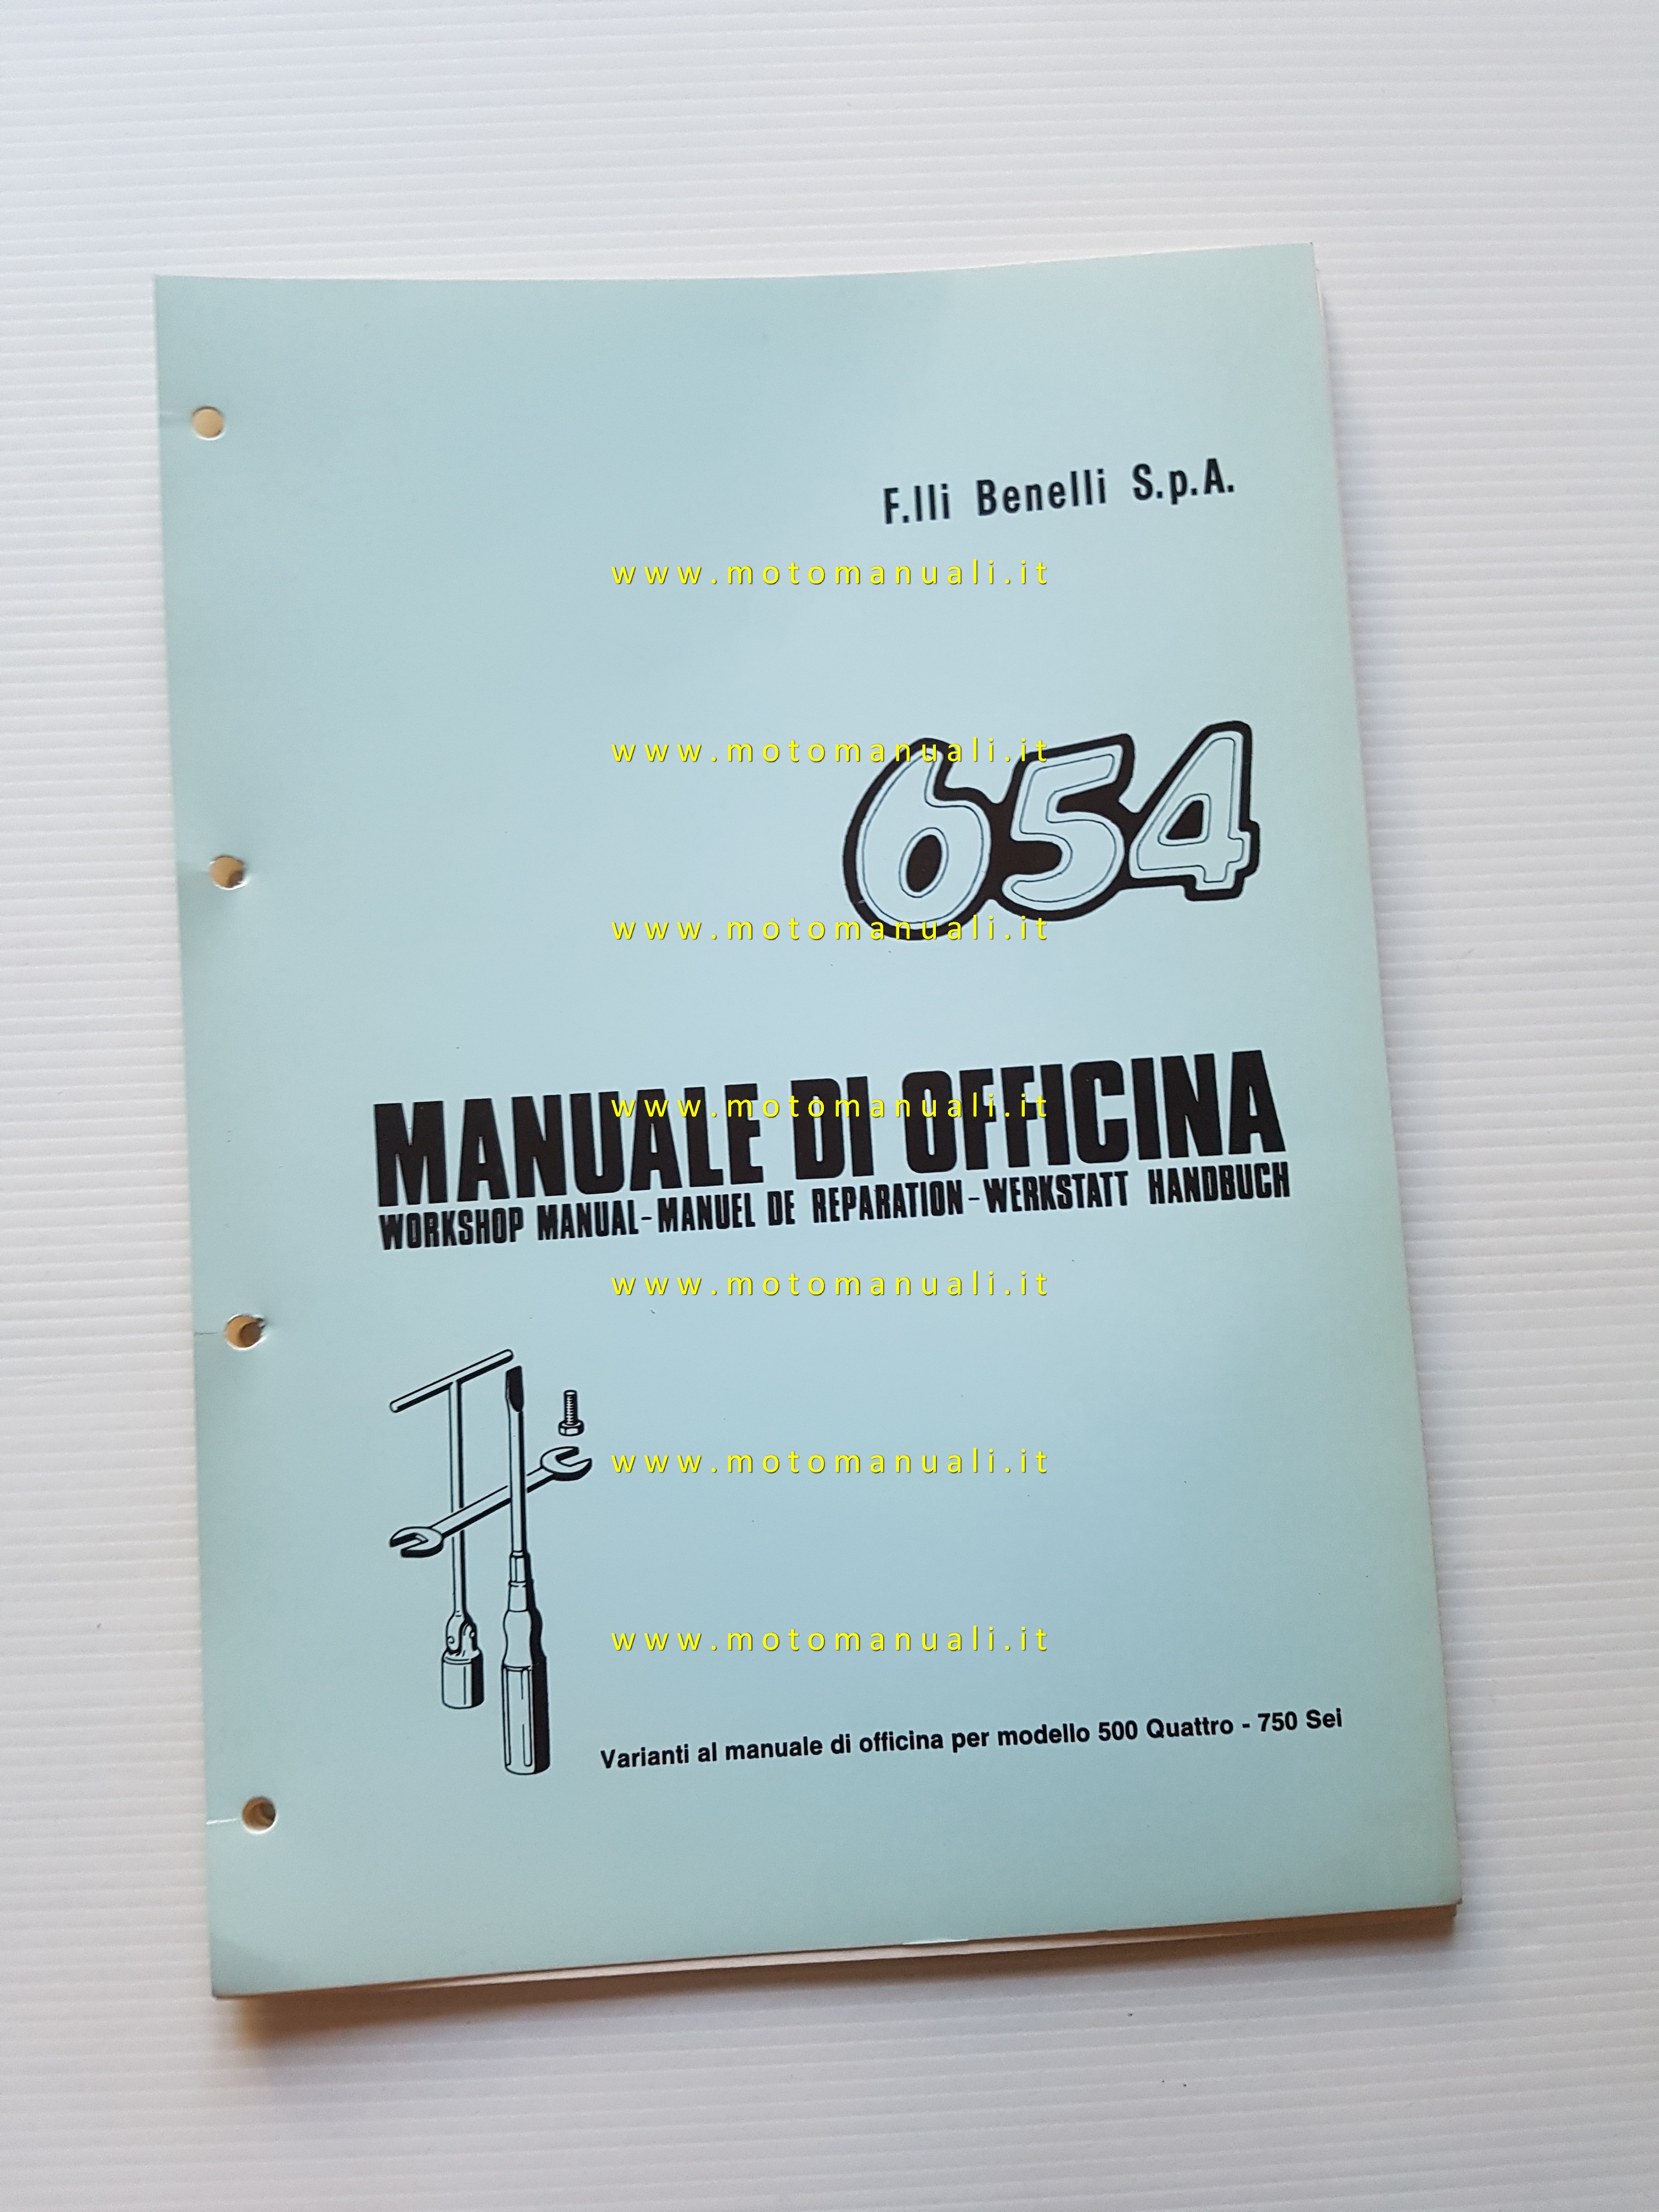 F.lli Benelli S.p.A.
www.motomanuali.it
www.motomanuali.it
654
www.motomanuali.it
www.motomanuali.it
MANUALE DI OFFICINA
WORKSHOP MANUAL-MANUEL DE REPARATION-WERKSTATT HANDBUCH
www.motomanuali.it
www.motomanuali.it
www.motomanuali.it
Varianti al manuale di officina per modello 500 Quattro - 750 Sei